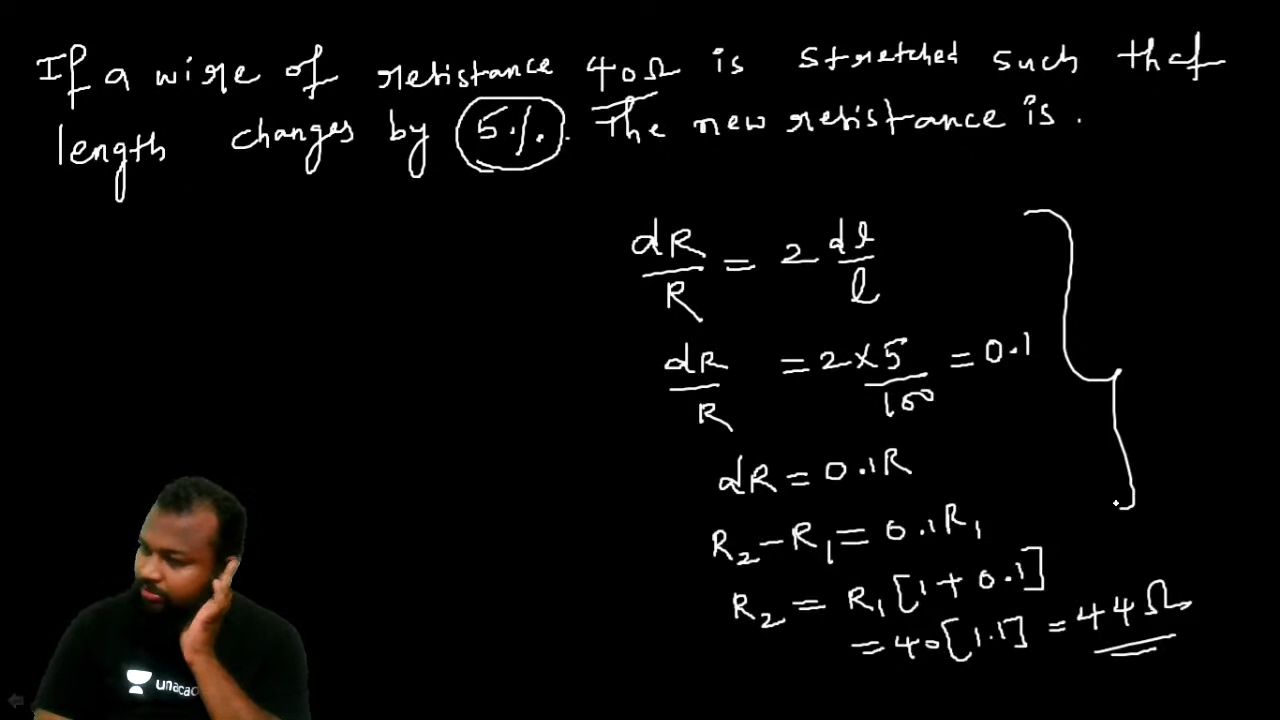 If a wire of resistance 40Ω is stretched such that
length changes by 5%. The new resistance is.
dR/R = 2 dl/l
dR/R = 2×5/100 = 0.1
dR = 0.1R
R₂ - R₁ = 0.1R₁
R₂ = R₁[1+0.1]
= 40[1.1] = 44Ω
unacad